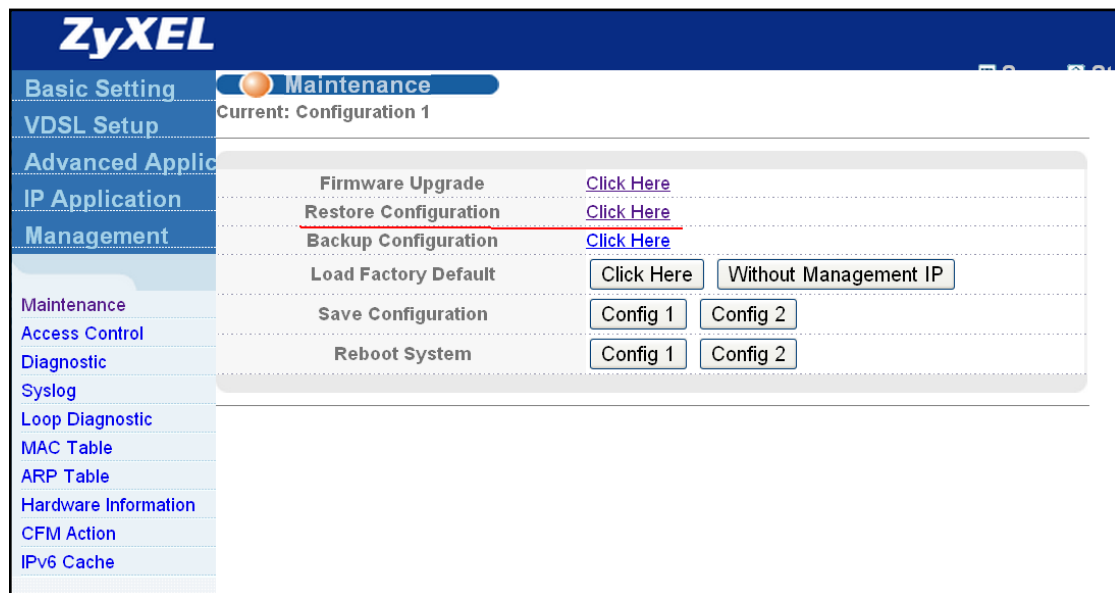 ZyXEL
Basic Setting
VDSL Setup
Advanced Applic
IP Application
Management
Maintenance
Access Control
Diagnostic
Syslog
Loop Diagnostic
MAC Table
ARP Table
Hardware Information
CFM Action
IPv6 Cache
Maintenance
Current: Configuration 1
Firmware Upgrade Click Here
Restore Configuration Click Here
Backup Configuration Click Here
Load Factory Default Click Here Without Management IP
Save Configuration Config 1 Config 2
Reboot System Config 1 Config 2